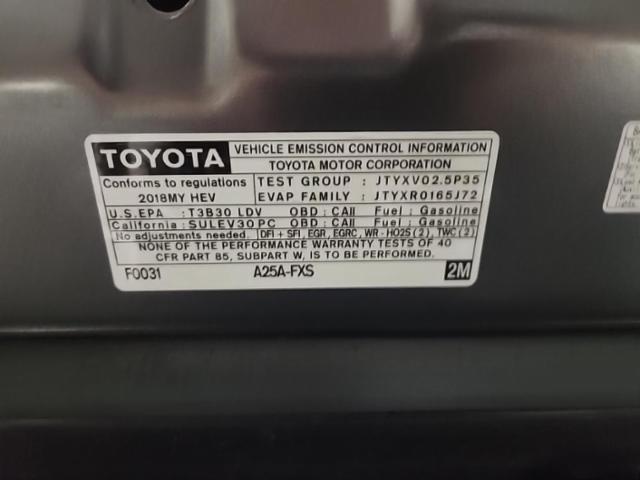 TOYOTA
VEHICLE EMISSION CONTROL INFORMATION
TOYOTA MOTOR CORPORATION
Conforms to regulations
2018MY HEV
TEST GROUP : JTYXV02.5P35
EVAP FAMILY : JTYXR0165J72
U.S.EPA : T3B30 LDV OBD : CAII Fuel : Gasoline
California : SULEV30 PC OBD : CAII Fuel : Gasoline
No adjustments needed. DFI + SFI, EGR, EGRC, WR-HO2S (2), TWC (2)
NONE OF THE PERFORMANCE WARRANTY TESTS OF 40
CFR PART 85, SUBPART W, IS TO BE PERFORMED.
F0031 A25A-FXS 2M